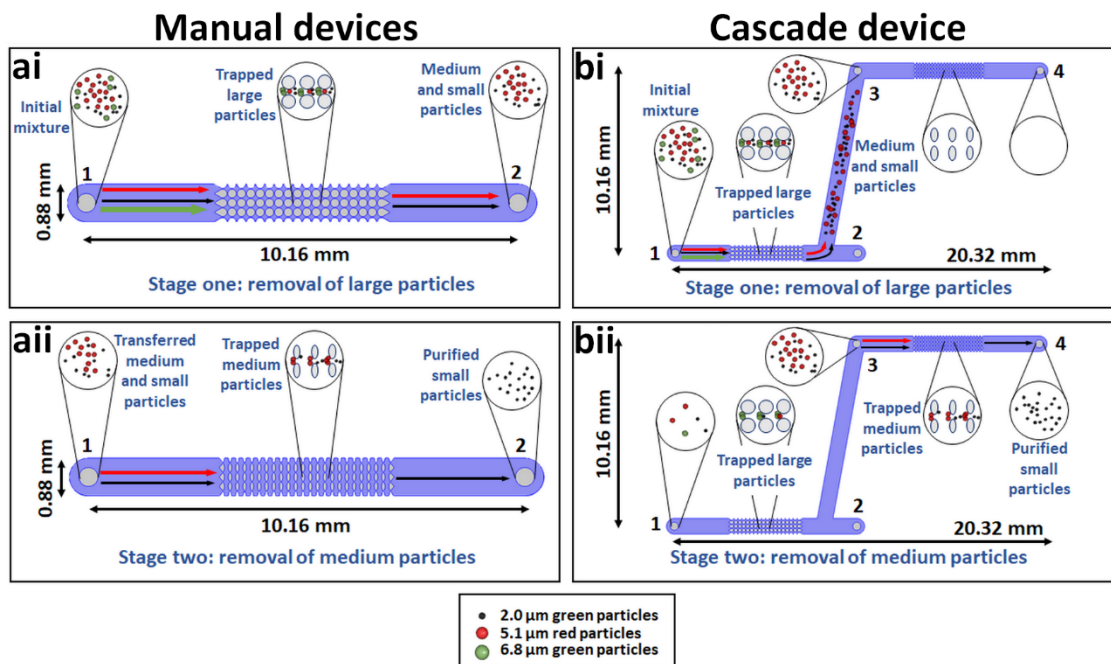 Manual devices
Cascade device
ai
Initial
mixture
Trapped
large
particles
Medium
and small
particles
1
2
0.88 mm
10.16 mm
Stage one: removal of large particles
bi
Initial
mixture
3
4
10.16 mm
Medium
and small
particles
Trapped large
particles
1
2
20.32 mm
Stage one: removal of large particles
aii
Transferred
medium
and small
particles
Trapped
medium
particles
Purified
small
particles
1
2
0.88 mm
10.16 mm
Stage two: removal of medium particles
bii
3
4
10.16 mm
Trapped large
particles
Trapped
medium
particles
Purified
small
particles
1
2
20.32 mm
Stage two: removal of medium particles
2.0 µm green particles
5.1 µm red particles
6.8 µm green particles